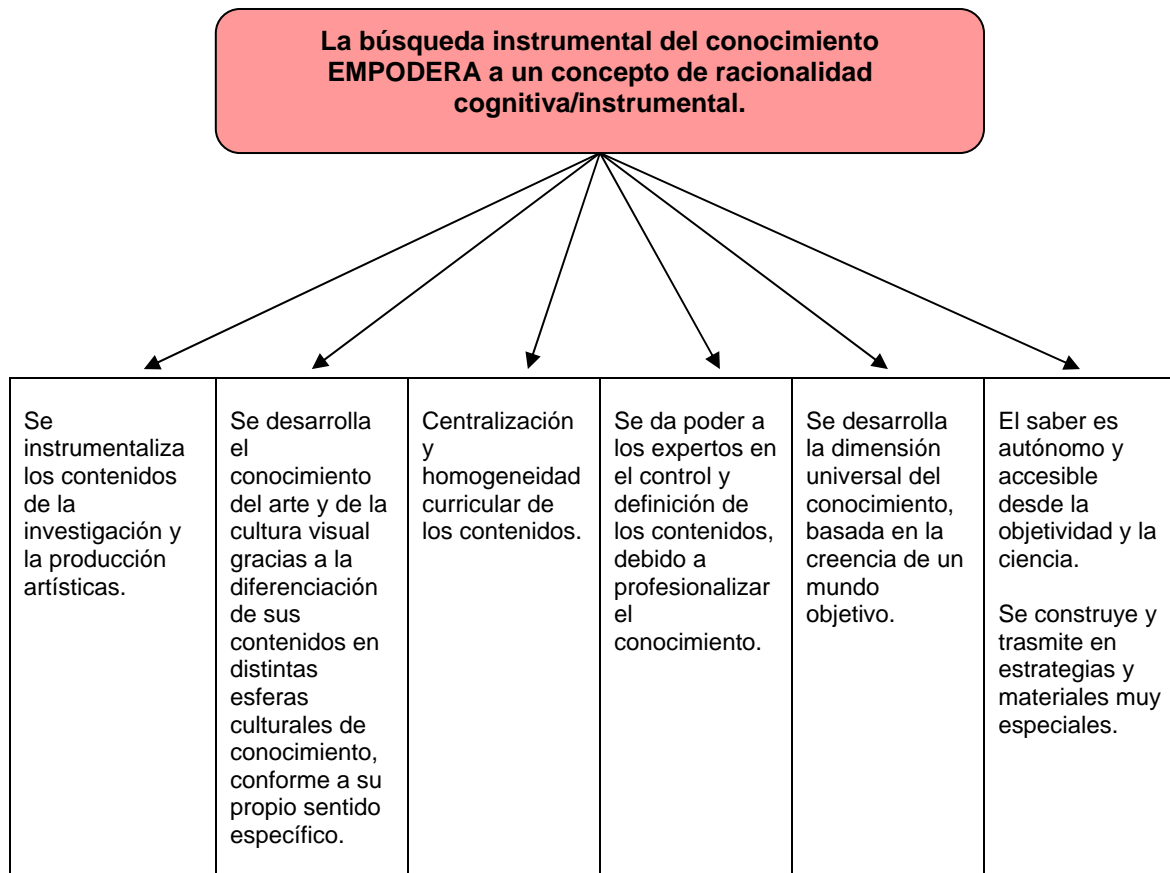 La búsqueda instrumental del conocimiento
EMPODERA a un concepto de racionalidad
cognitiva/instrumental.
Se
instrumentaliza
los contenidos
de la
investigación y
la producción
artísticas.
Se desarrolla
el
conocimiento
del arte y de la
cultura visual
gracias a la
diferenciación
de sus
contenidos en
distintas
esferas
culturales de
conocimiento,
conforme a su
propio sentido
específico.
Centralización
y
homogeneidad
curricular de
los contenidos.
Se da poder a
los expertos en
el control y
definición de
los contenidos,
debido a
profesionalizar
el
conocimiento.
Se desarrolla
la dimensión
universal del
conocimiento,
basada en la
creencia de un
mundo
objetivo.
El saber es
autónomo y
accesible
desde la
objetividad y la
ciencia.
Se construye y
trasmite en
estrategias y
materiales muy
especiales.